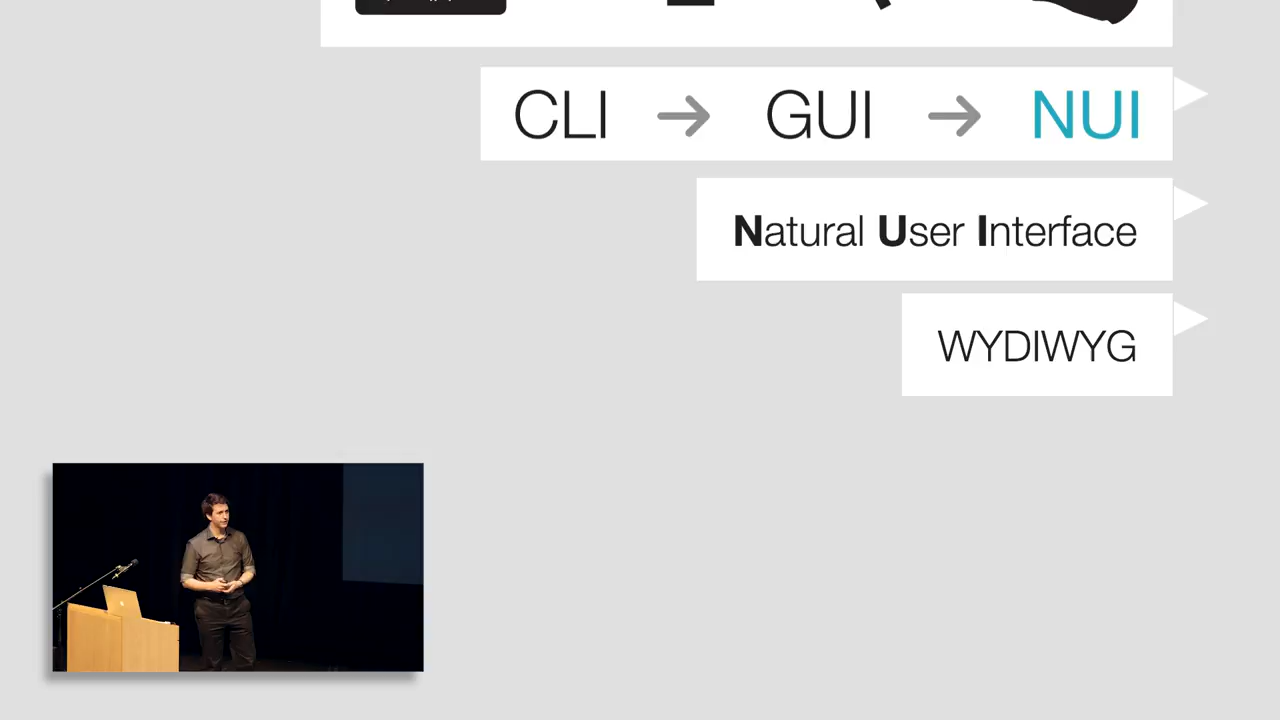 CLI → GUI → NUI
Natural User Interface
WYDIWYG